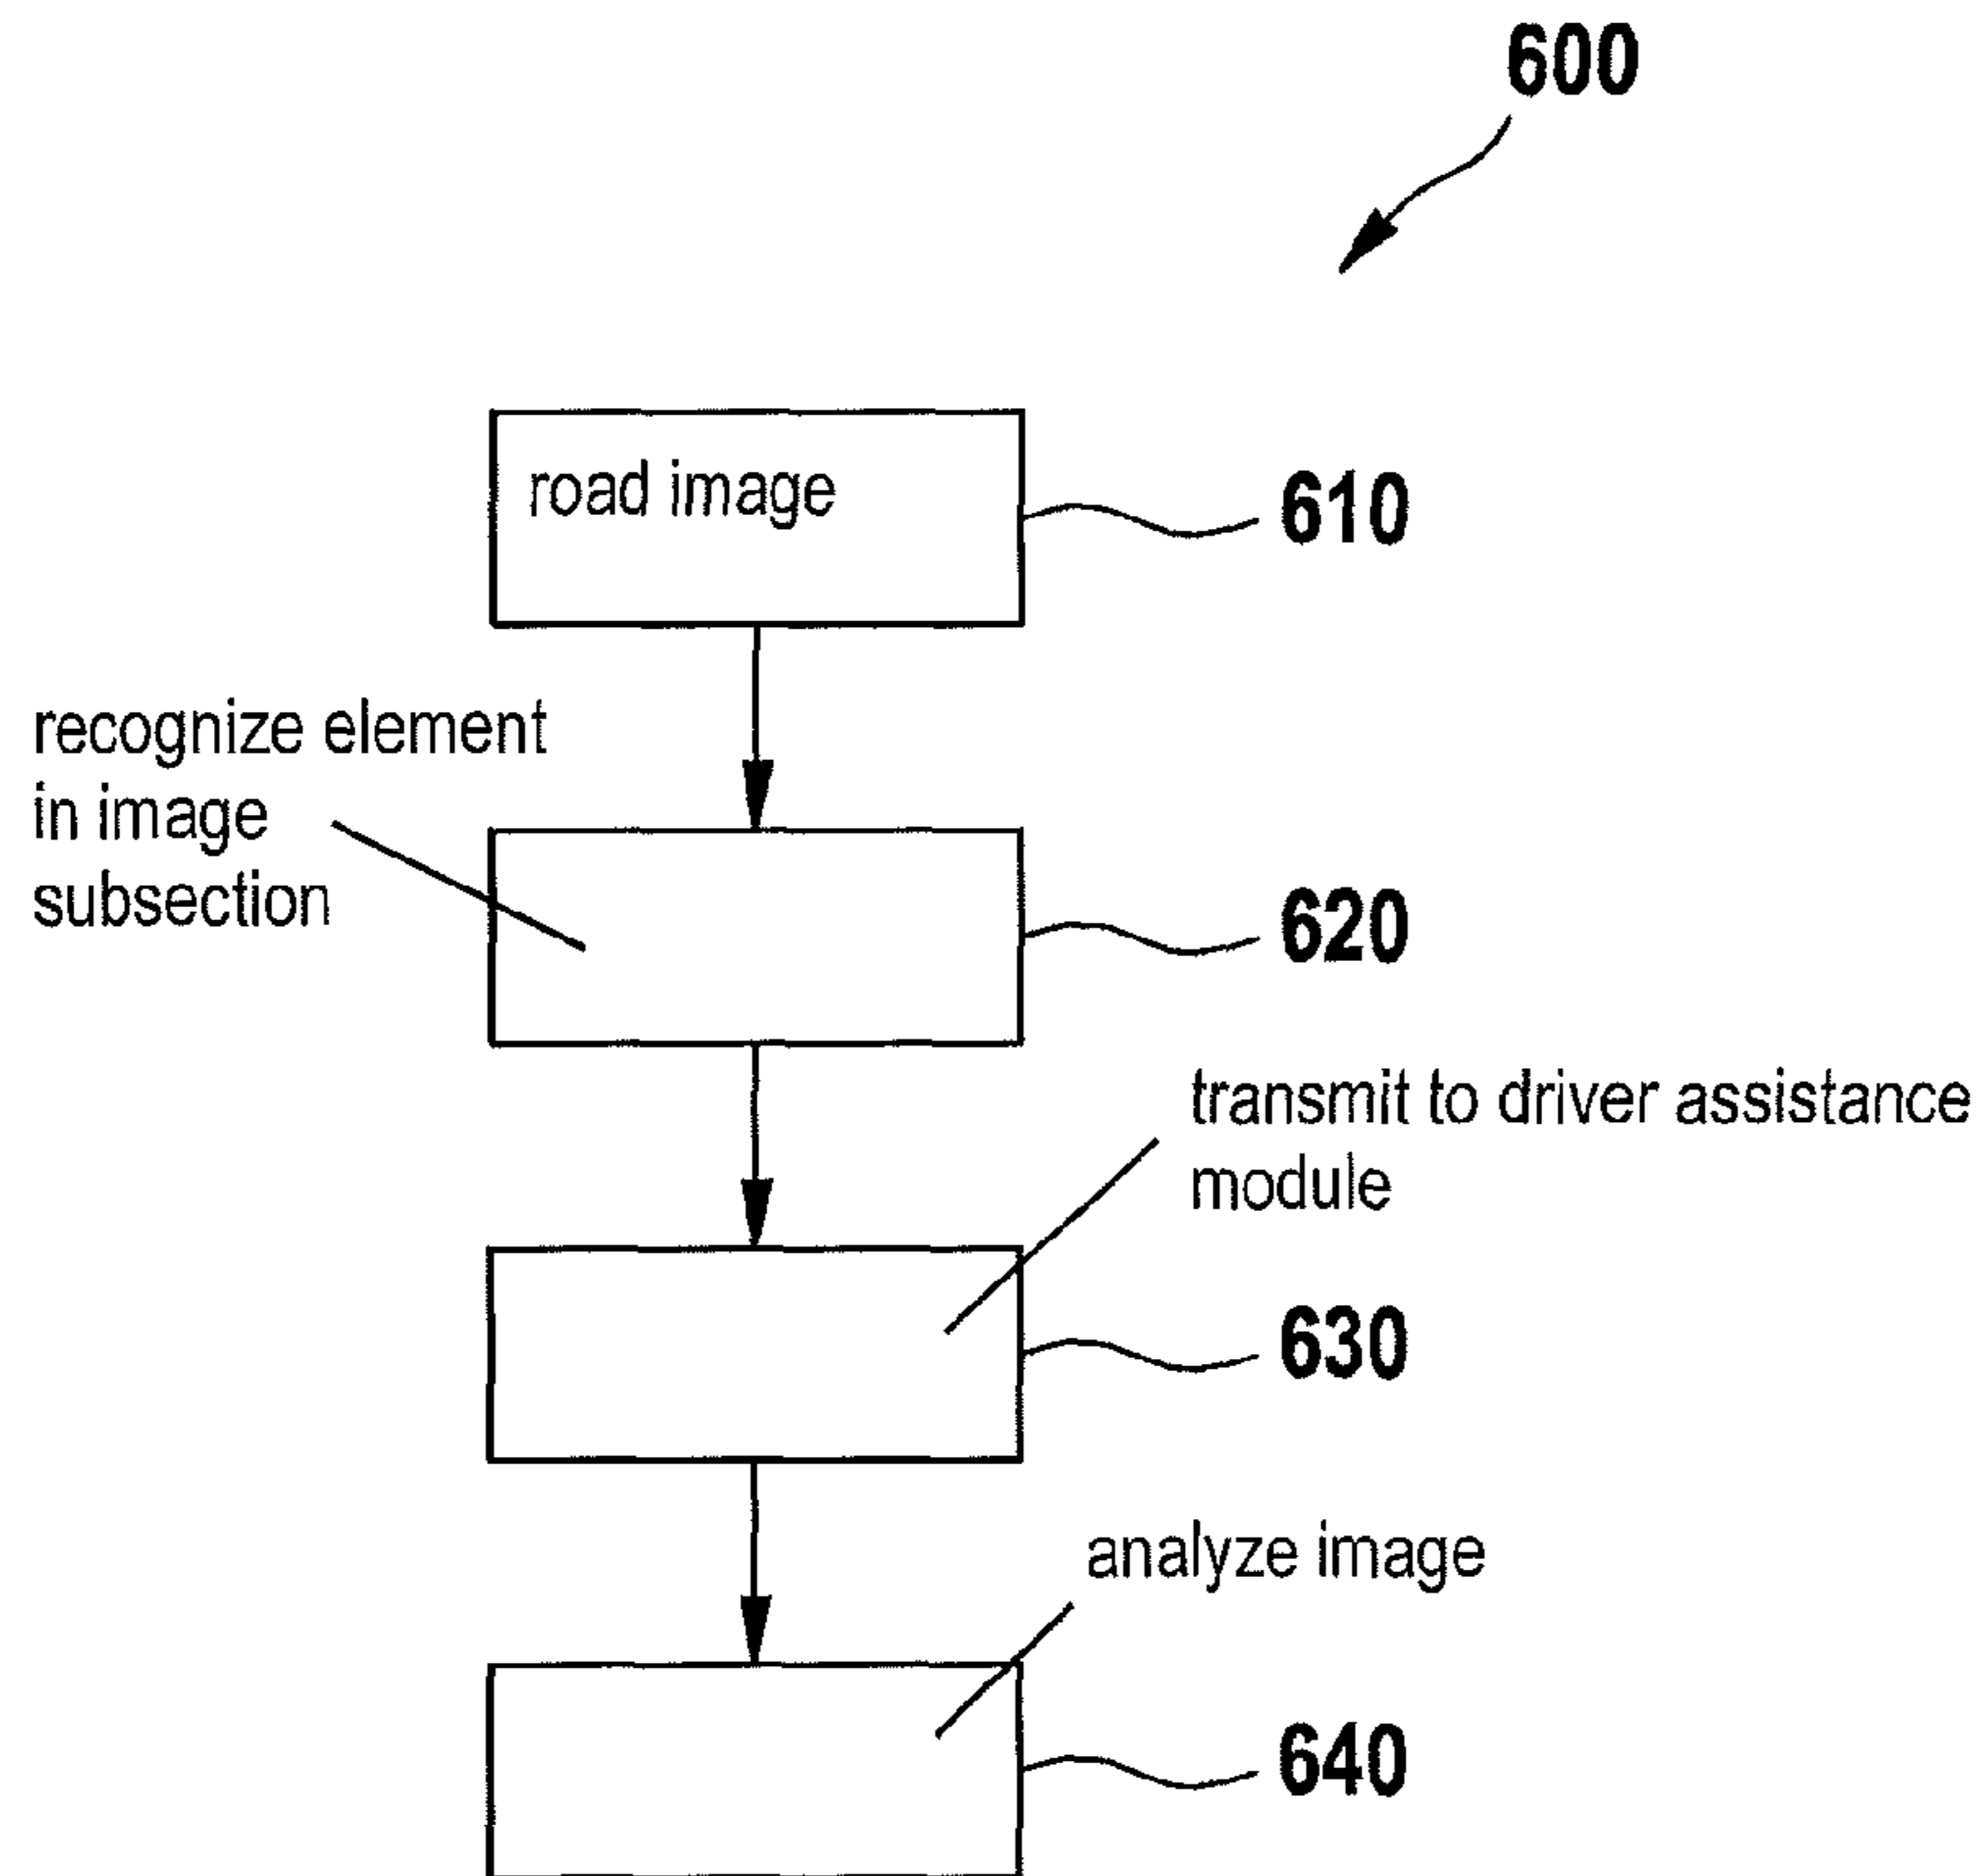 600
road image
610
recognize element
in image
subsection
620
transmit to driver assistance
module
630
analyze image
640